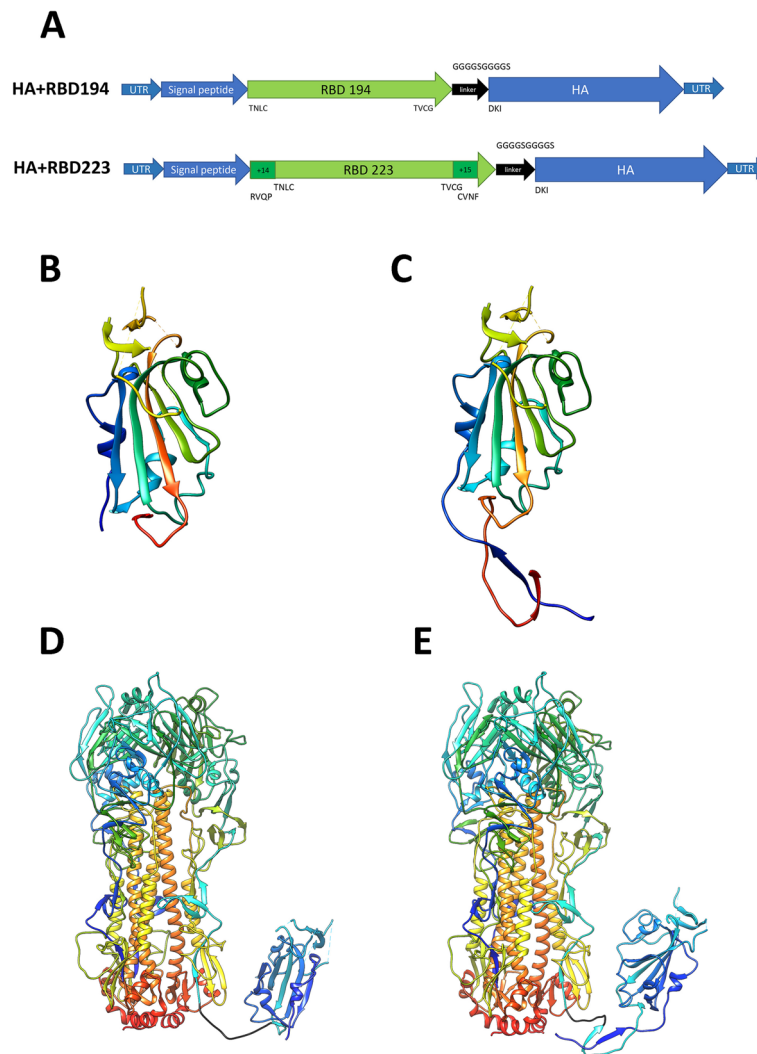 A
GGGGSGGGGS
HA+RBD194
UTR
Signal peptide
RBD 194
linker
HA
UTR
TNLC
TVCG
DKI
GGGGSGGGGS
HA+RBD223
UTR
Signal peptide
+14
RBD 223
+15
linker
HA
UTR
TNLC
TVCG
DKI
RVQP
CVNF
B
C
D
E